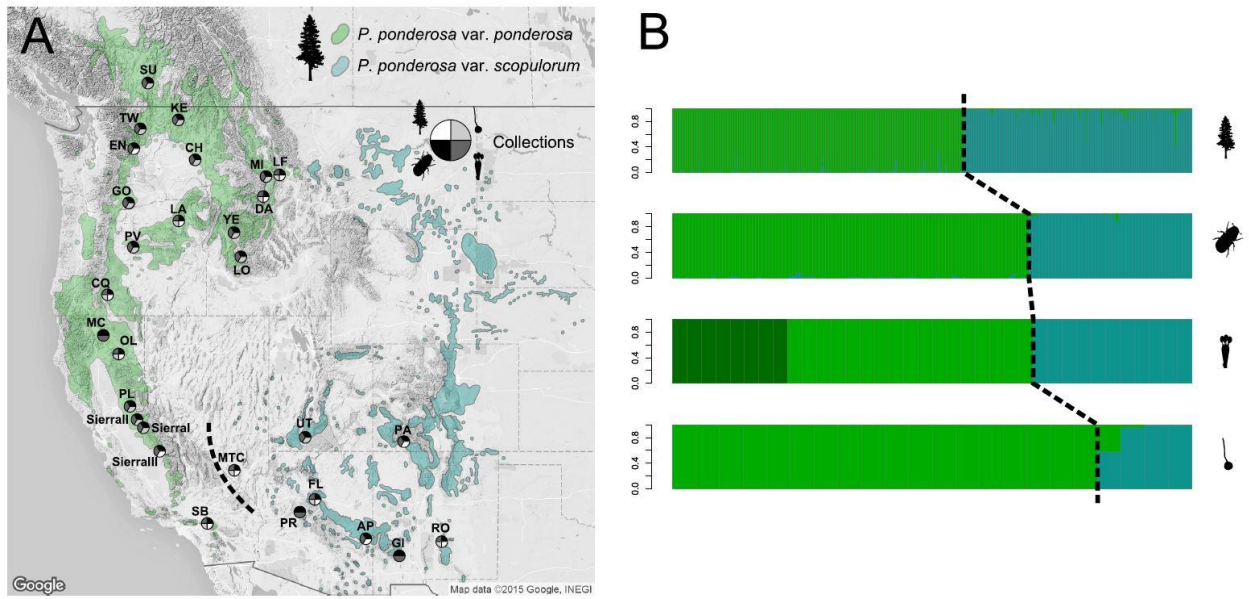 A
P. ponderosa var. ponderosa
P. ponderosa var. scopulorum
Collections
SU
KE
TW
EN
CH
MI
LF
GO
LA
DA
YE
PV
LO
CO
MC
OL
PL
SierraII
SierraI
SierraIII
UT
PA
MTC
FL
SB
PR
AP
RO
GI
Google
Map data ©2015 Google, INEGI
B
0.0 0.4 0.8
0.0 0.4 0.8
0.0 0.4 0.8
0.0 0.4 0.8